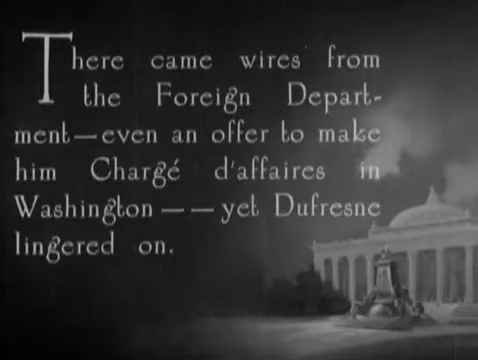 There came wires from
the Foreign Depart-
ment—even an offer to make
him Chargé d'affaires in
Washington——yet Dufresne
lingered on.